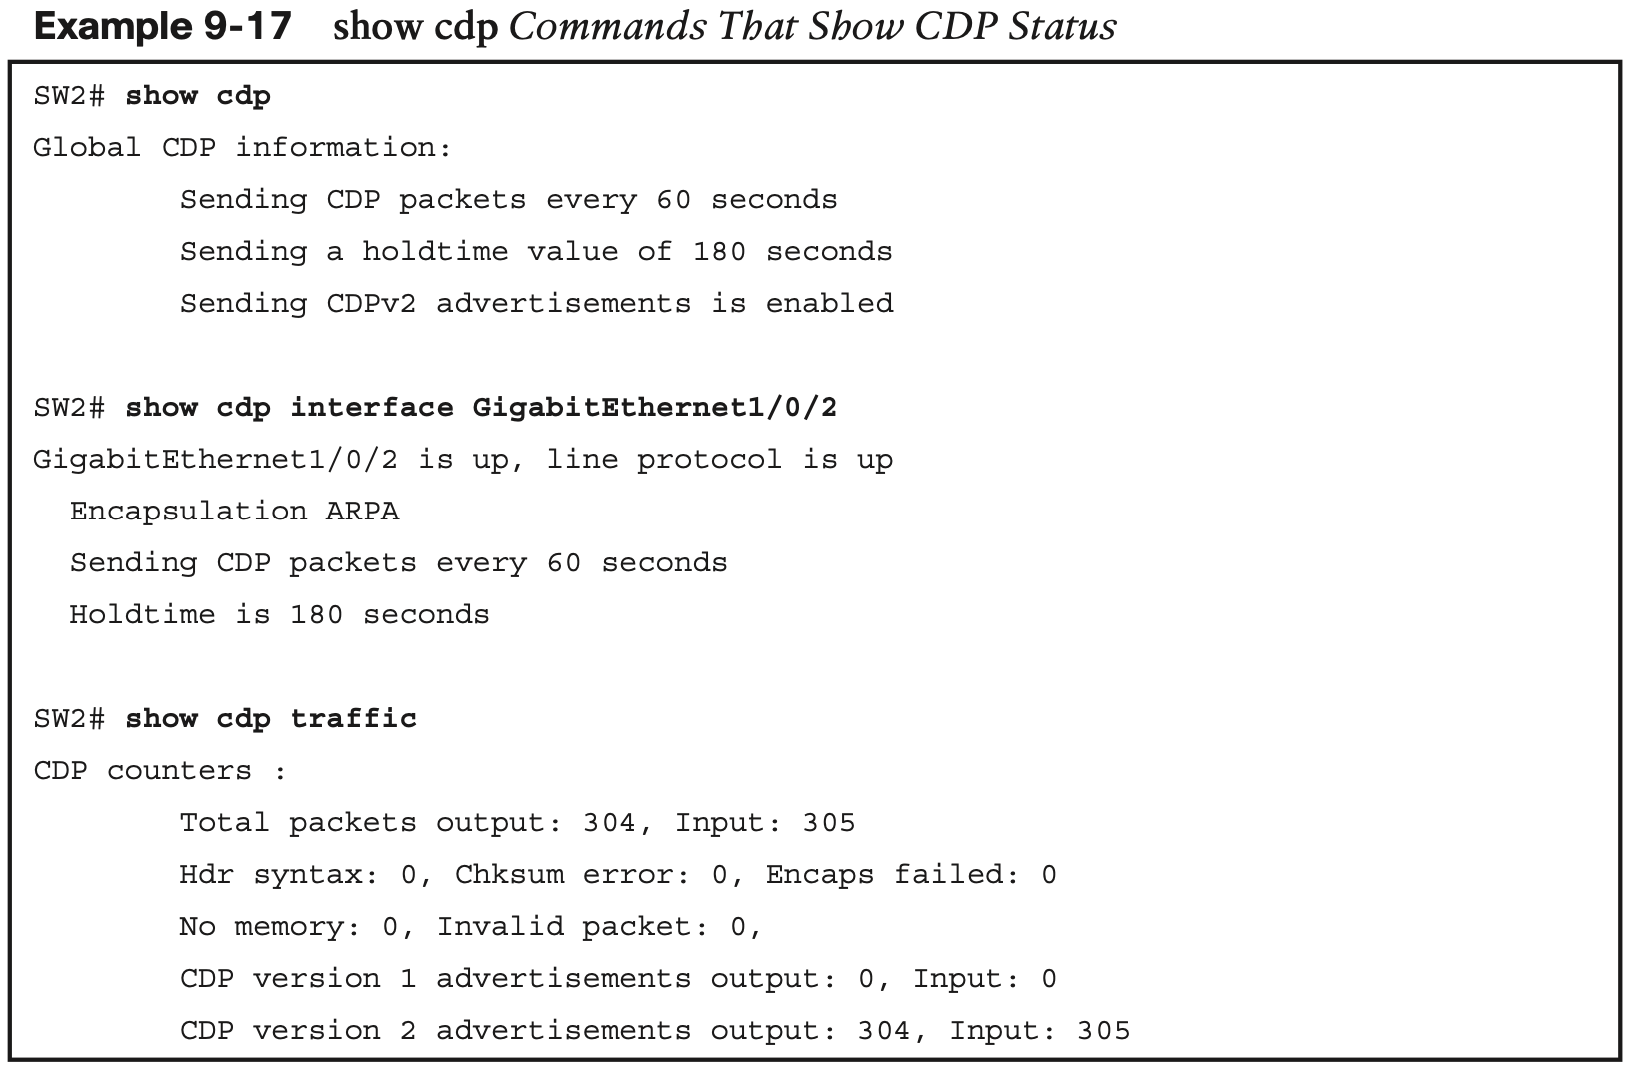 Example 9-17 show cdp Commands That Show CDP Status
SW2# show cdp
Global CDP information:
Sending CDP packets every 60 seconds
Sending a holdtime value of 180 seconds
Sending CDPv2 advertisements is enabled
SW2# show cdp interface GigabitEthernet1/0/2
GigabitEthernet1/0/2 is up, line protocol is up
Encapsulation ARPA
Sending CDP packets every 60 seconds
Holdtime is 180 seconds
SW2# show cdp traffic
CDP counters :
Total packets output: 304, Input: 305
Hdr syntax: 0, Chksum error: 0, Encaps failed: 0
No memory: 0, Invalid packet: 0,
CDP version 1 advertisements output: 0, Input: 0
CDP version 2 advertisements output: 304, Input: 305